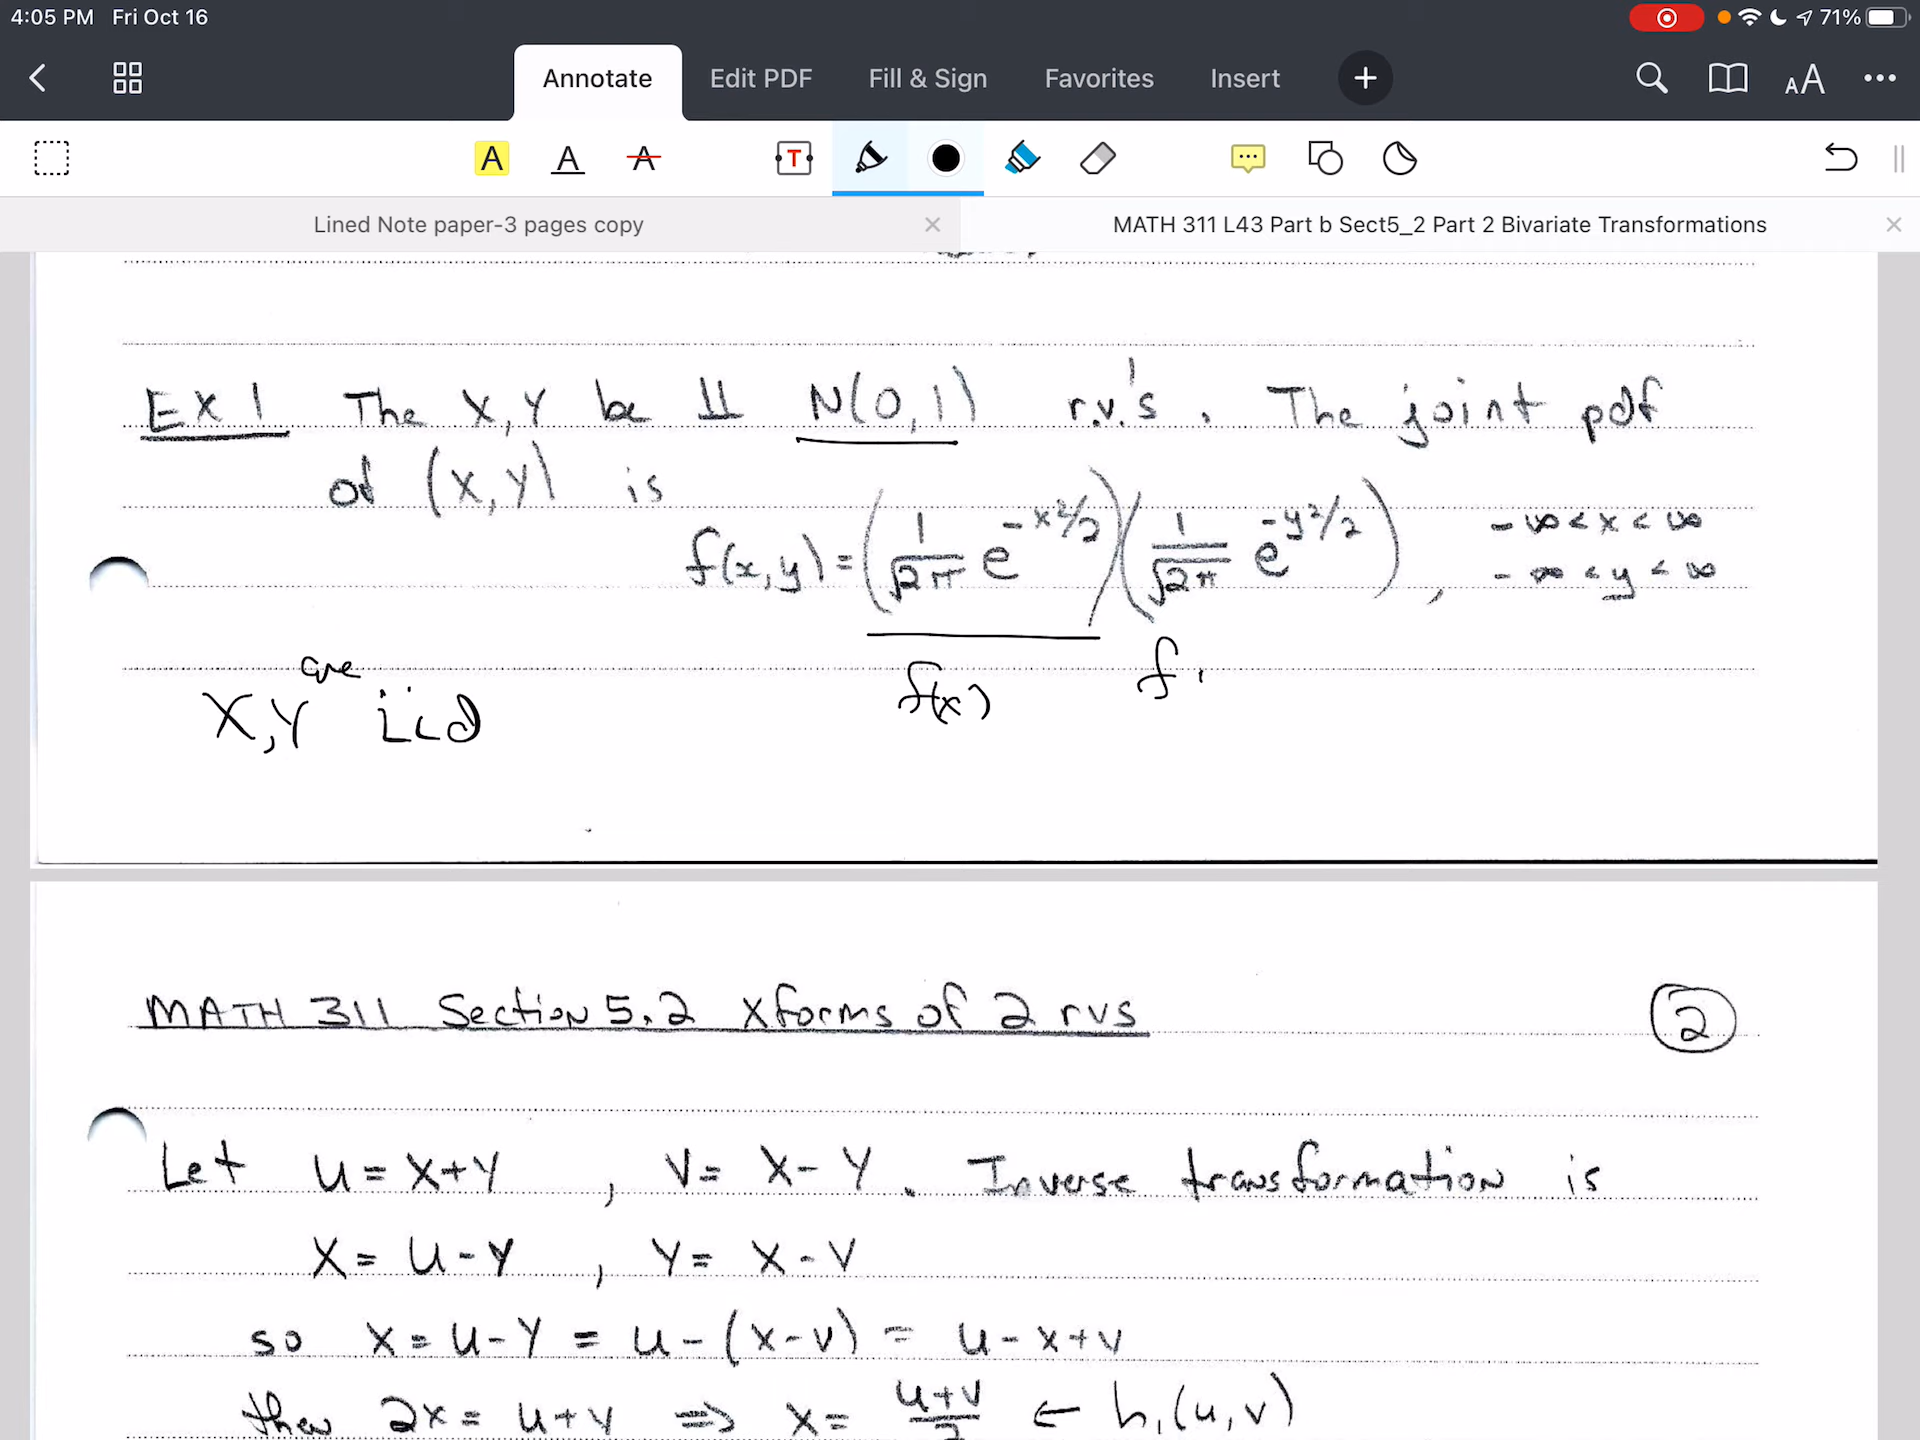 4:05 PM Fri Oct 16 71%
Annotate Edit PDF Fill & Sign Favorites Insert
Lined Note paper-3 pages copy
MATH 311 L43 Part b Sect5_2 Part 2 Bivariate Transformations
Ex 1 The X, Y be ⫫ N(0,1) r.v.'s. The joint pdf
of (X,Y) is
f(x,y) = (1/√2π e^(-x²/2))(1/√2π e^(-y²/2)), -∞ < x < ∞
-∞ < y < ∞
f(x) f
X,Y are iid
MATH 311 Section 5.2 Xforms of 2 rvs ②
Let U = X+Y , V = X-Y. Inverse transformation is
X = U-Y , Y = X-V
so X = U-Y = U-(X-V) = U-X+V
then 2X = U+V ⇒ X = (U+V)/2 ← h₁(u,v)